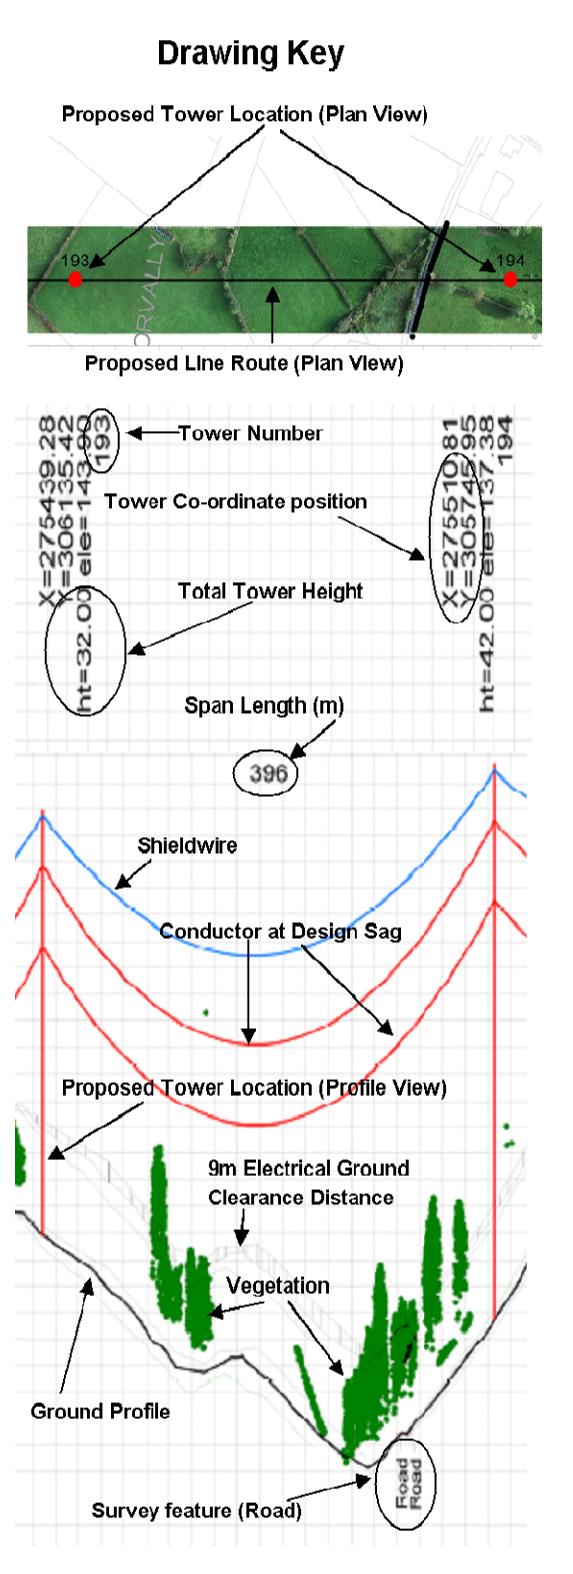 Drawing Key
Proposed Tower Location (Plan View)
193
194
ORVALLY
Proposed Line Route (Plan View)
X=275439.28
Y=306135.42
ht=32.00 ele=143.90
193
Tower Number
Tower Co-ordinate position
Total Tower Height
X=275510.81
Y=305745.95
ht=42.00 ele=137.38
194
Span Length (m)
396
Shieldwire
Conductor at Design Sag
Proposed Tower Location (Profile View)
9m Electrical Ground
Clearance Distance
Vegetation
Ground Profile
Road
Road
Survey feature (Road)